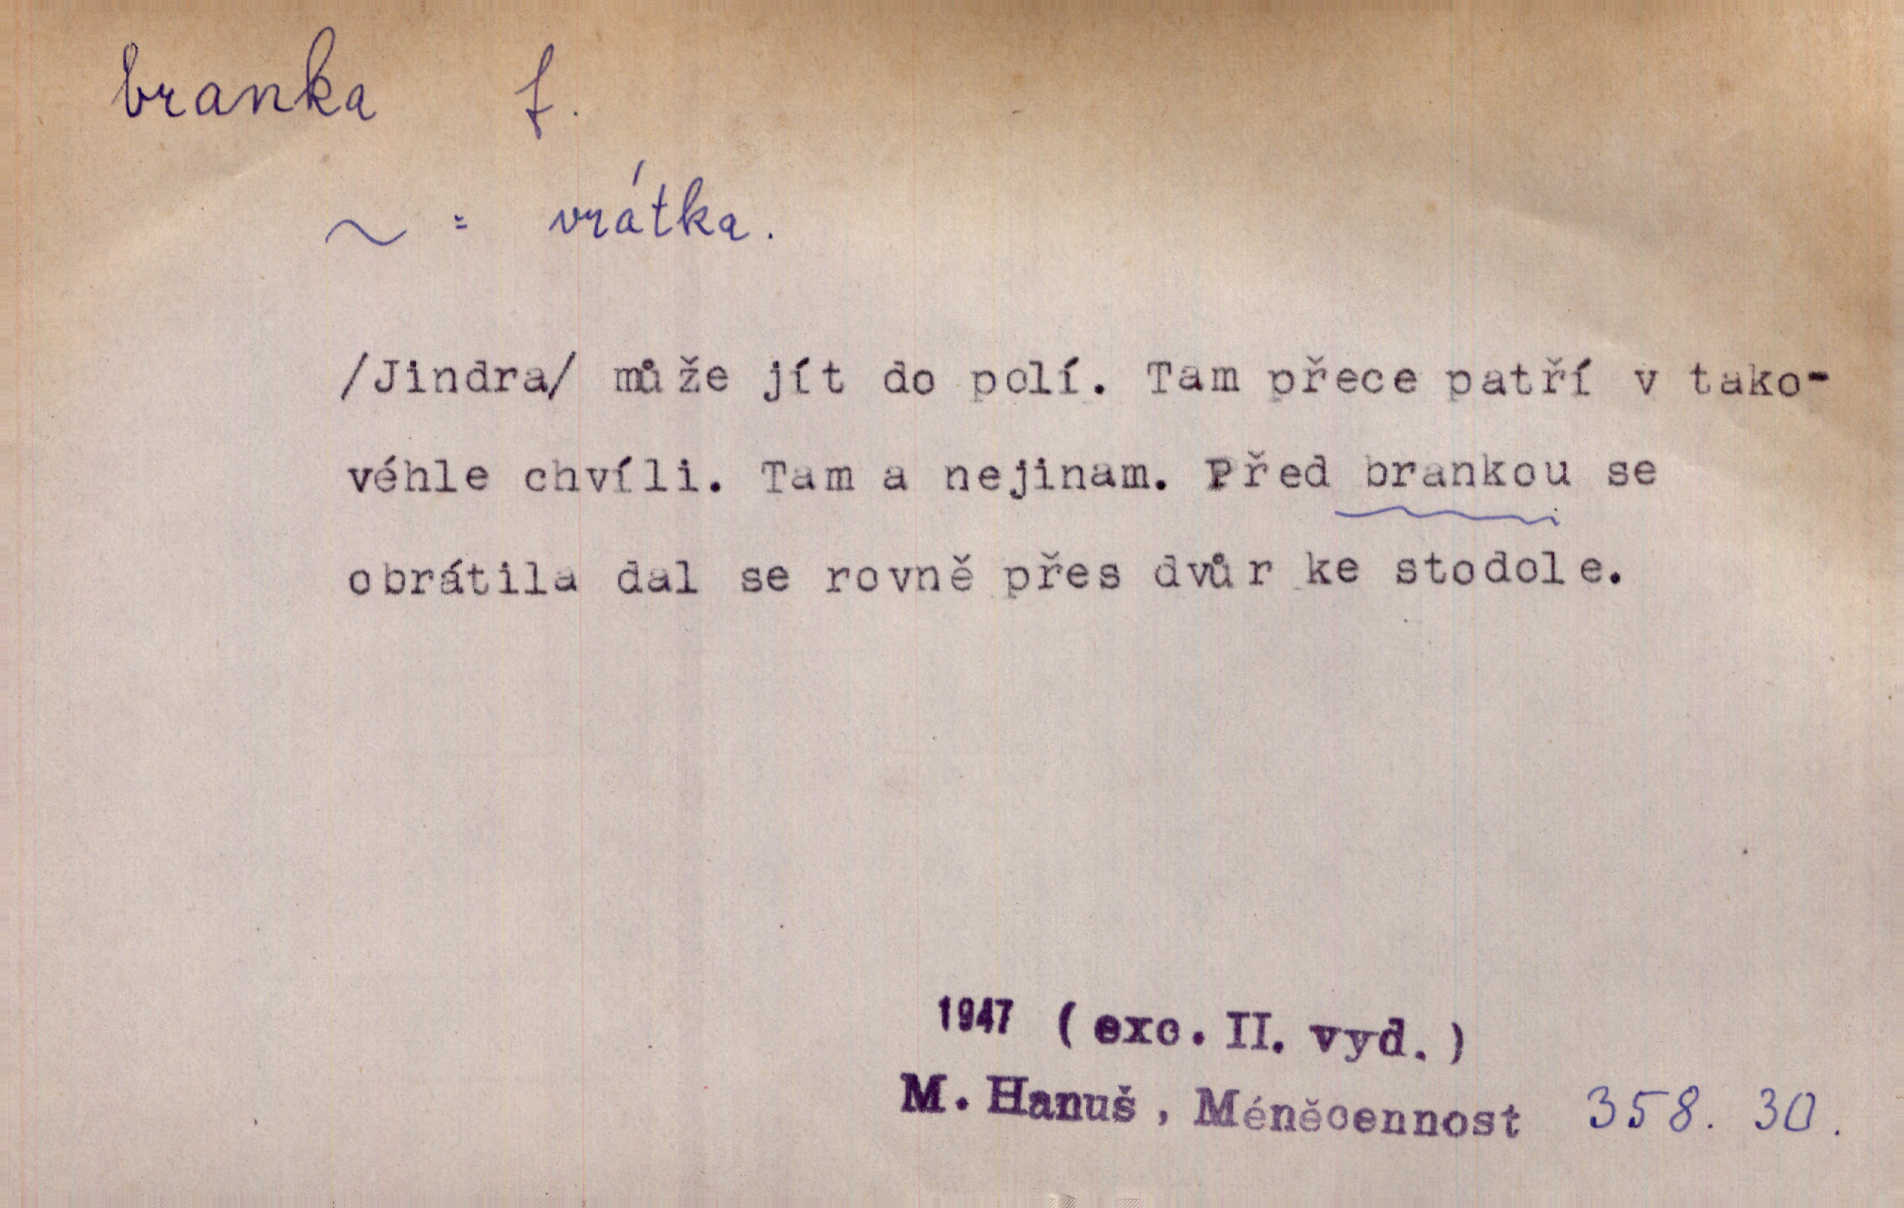 branka f.
~ = vrátka.
/Jindra/ může jít do polí. Tam přece patří v tako-
véhle chvíli. Tam a nejinam. Před brankou se
obrátila dal se rovně přes dvůr ke stodole.
1947 (exc. II. vyd.)
M. Hanuš, Méněcennost 358. 30.